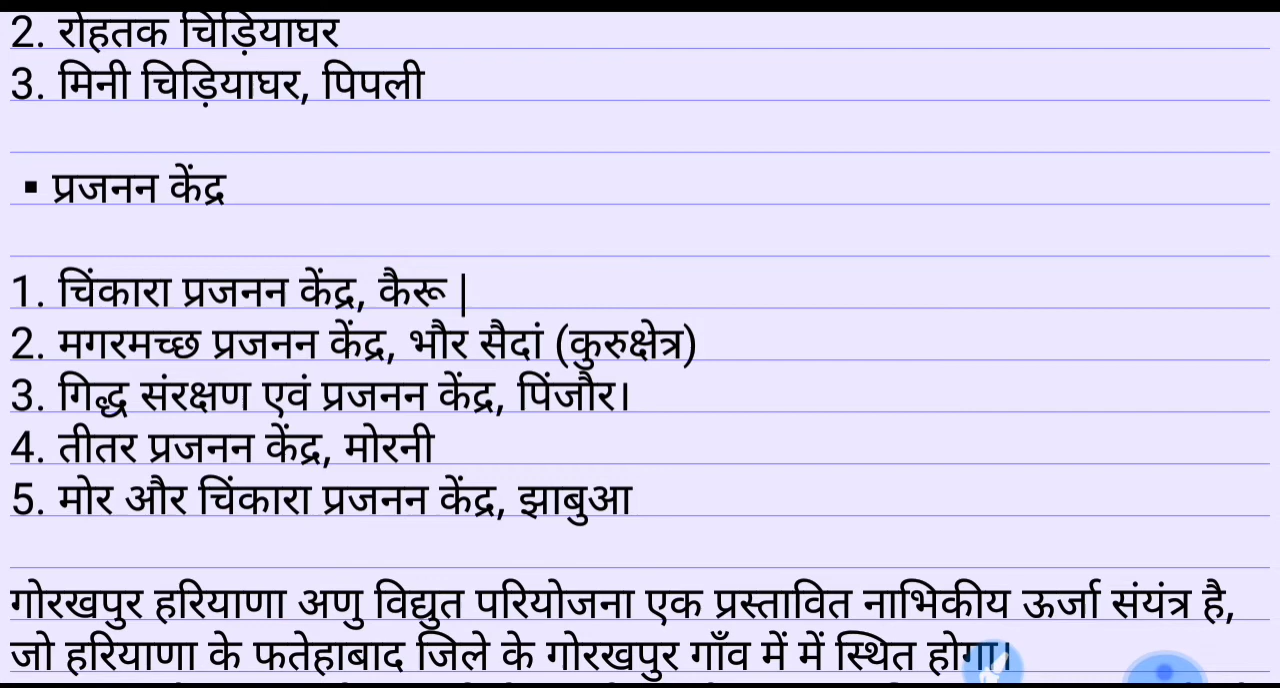 2. रोहतक चिड़ियाघर
3. मिनी चिड़ियाघर, पिपली
▪ प्रजनन केंद्र
1. चिंकारा प्रजनन केंद्र, कैरू |
2. मगरमच्छ प्रजनन केंद्र, भौर सैदां (कुरुक्षेत्र)
3. गिद्ध संरक्षण एवं प्रजनन केंद्र, पिंजौर।
4. तीतर प्रजनन केंद्र, मोरनी
5. मोर और चिंकारा प्रजनन केंद्र, झाबुआ
गोरखपुर हरियाणा अणु विद्युत परियोजना एक प्रस्तावित नाभिकीय ऊर्जा संयंत्र है,
जो हरियाणा के फतेहाबाद जिले के गोरखपुर गाँव में में स्थित होगा।